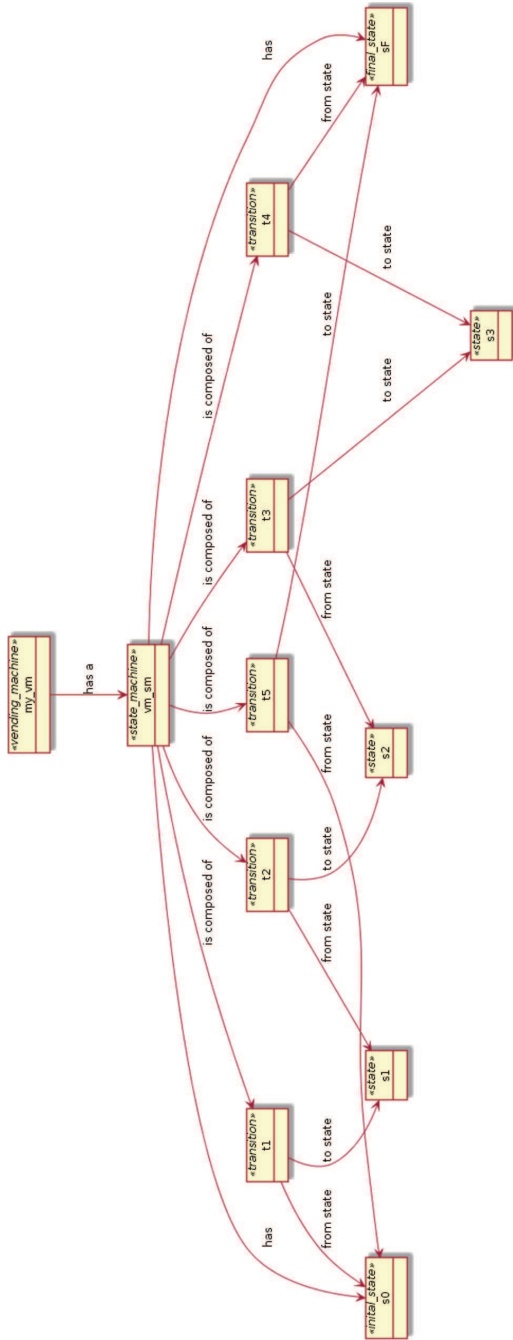 «vending_machine»
my_vm
has a
«state_machine»
vm_sm
is composed of
is composed of
is composed of
is composed of
is composed of
«transition»
t1
«transition»
t2
«transition»
t5
«transition»
t3
«transition»
t4
has
has
from state
to state
from state
to state
from state
from state
to state
from state
«inital_state»
s0
«state»
s1
«state»
s2
to state
to state
«final_state»
sF
«state»
s3